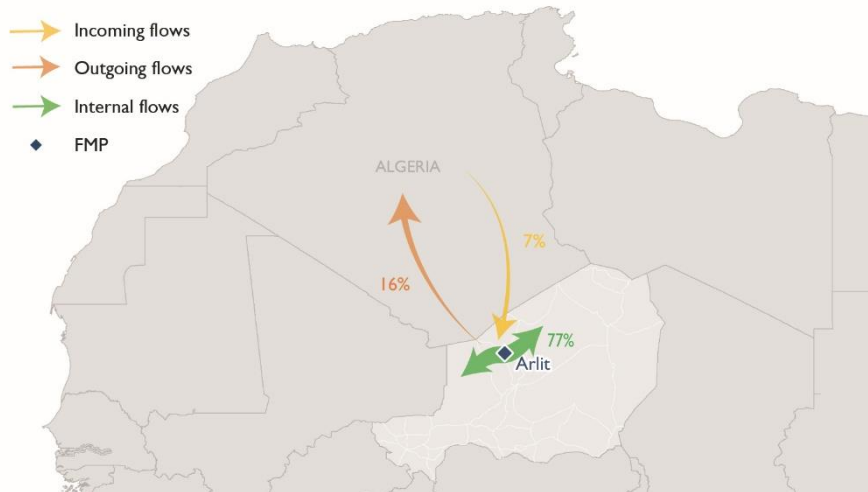 Incoming flows
Outgoing flows
Internal flows
FMP
ALGERIA
7%
16%
77%
Arlit